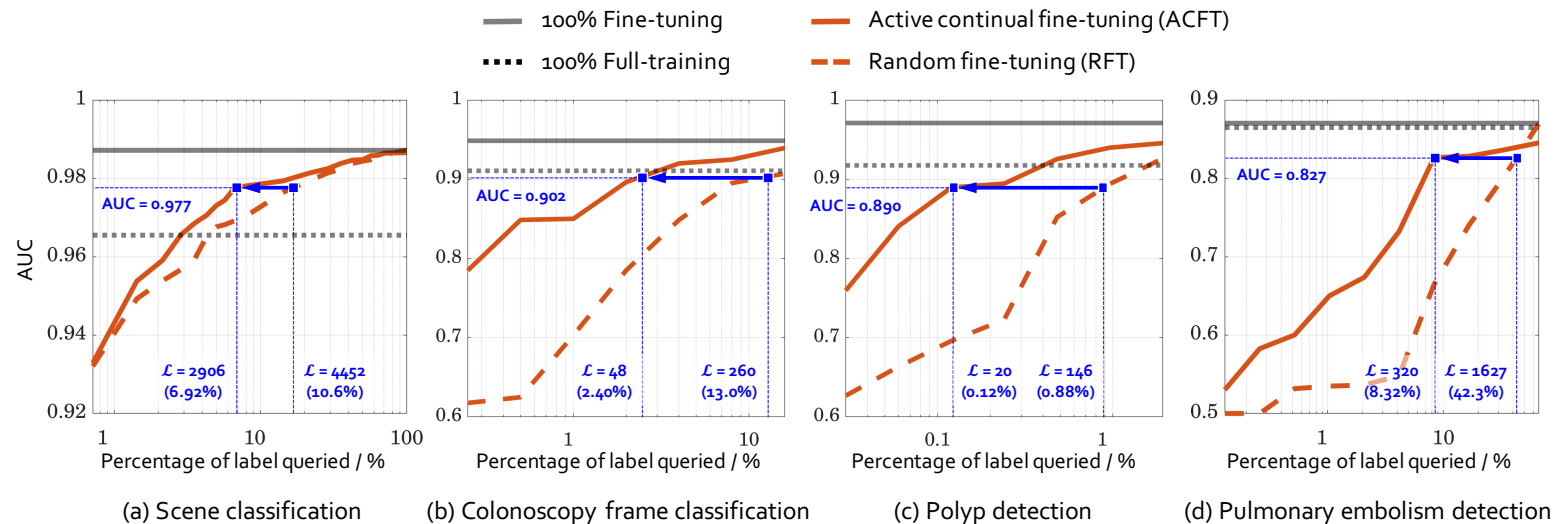 100% Fine-tuning
Active continual fine-tuning (ACFT)
100% Full-training
Random fine-tuning (RFT)
AUC
1
0.98
0.96
0.94
0.92
AUC = 0.977
ℒ = 2906
(6.92%)
ℒ = 4452
(10.6%)
1
10
100
Percentage of label queried / %
(a) Scene classification
1
0.9
0.8
0.7
0.6
AUC = 0.902
ℒ = 48
(2.40%)
ℒ = 260
(13.0%)
1
10
Percentage of label queried / %
(b) Colonoscopy frame classification
1
0.9
0.8
0.7
0.6
AUC = 0.890
ℒ = 20
(0.12%)
ℒ = 146
(0.88%)
0.1
1
Percentage of label queried / %
(c) Polyp detection
0.9
0.8
0.7
0.6
0.5
AUC = 0.827
ℒ = 320
(8.32%)
ℒ = 1627
(42.3%)
1
10
Percentage of label queried / %
(d) Pulmonary embolism detection